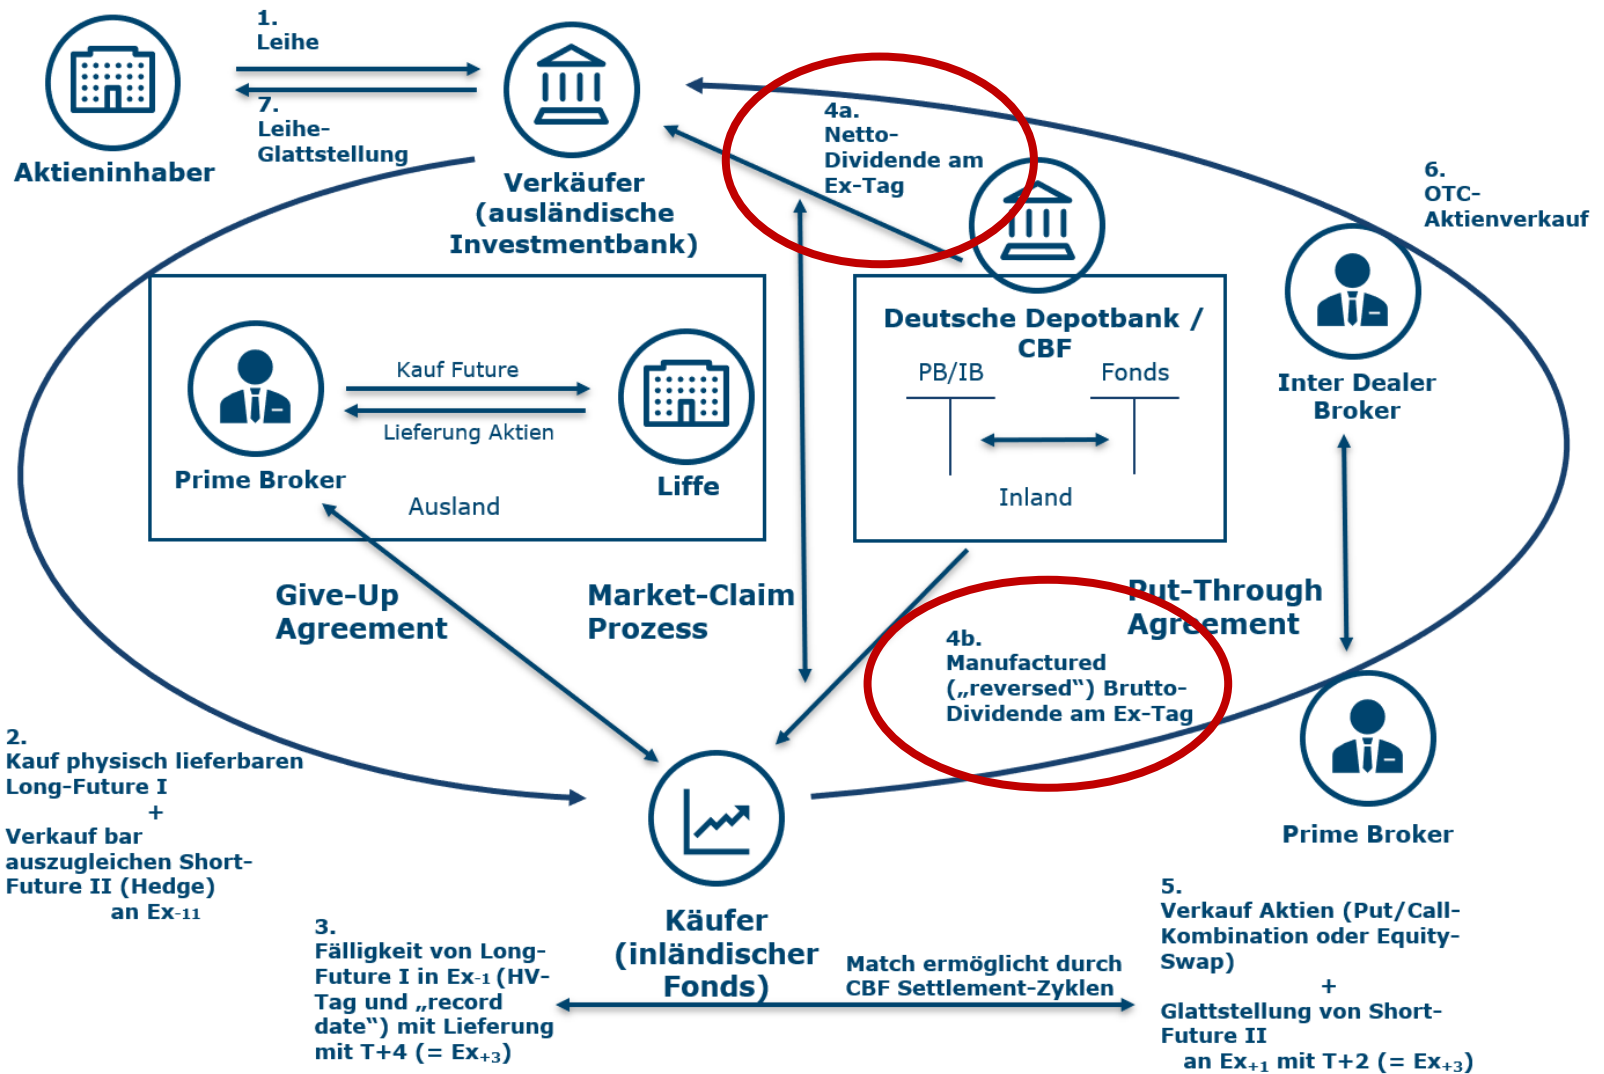 1.
Leihe
7.
Leihe-
Glattstellung
Aktieninhaber
Verkäufer
(ausländische
Investmentbank)
4a.
Netto-
Dividende am
Ex-Tag
6.
OTC-
Aktienverkauf
Kauf Future
Lieferung Aktien
Prime Broker
Liffe
Ausland
Deutsche Depotbank /
CBF
PB/IB
Fonds
Inland
Inter Dealer
Broker
Give-Up
Agreement
Market-Claim
Prozess
Put-Through
Agreement
4b.
Manufactured
(„reversed“) Brutto-
Dividende am Ex-Tag
2.
Kauf physisch lieferbaren
Long-Future I
+
Verkauf bar
auszugleichen Short-
Future II (Hedge)
an Ex-11
Prime Broker
Käufer
(inländischer
Fonds)
3.
Fälligkeit von Long-
Future I in Ex-1 (HV-
Tag und „record
date“) mit Lieferung
mit T+4 (= Ex+3)
Match ermöglicht durch
CBF Settlement-Zyklen
5.
Verkauf Aktien (Put/Call-
Kombination oder Equity-
Swap)
+
Glattstellung von Short-
Future II
an Ex+1 mit T+2 (= Ex+3)